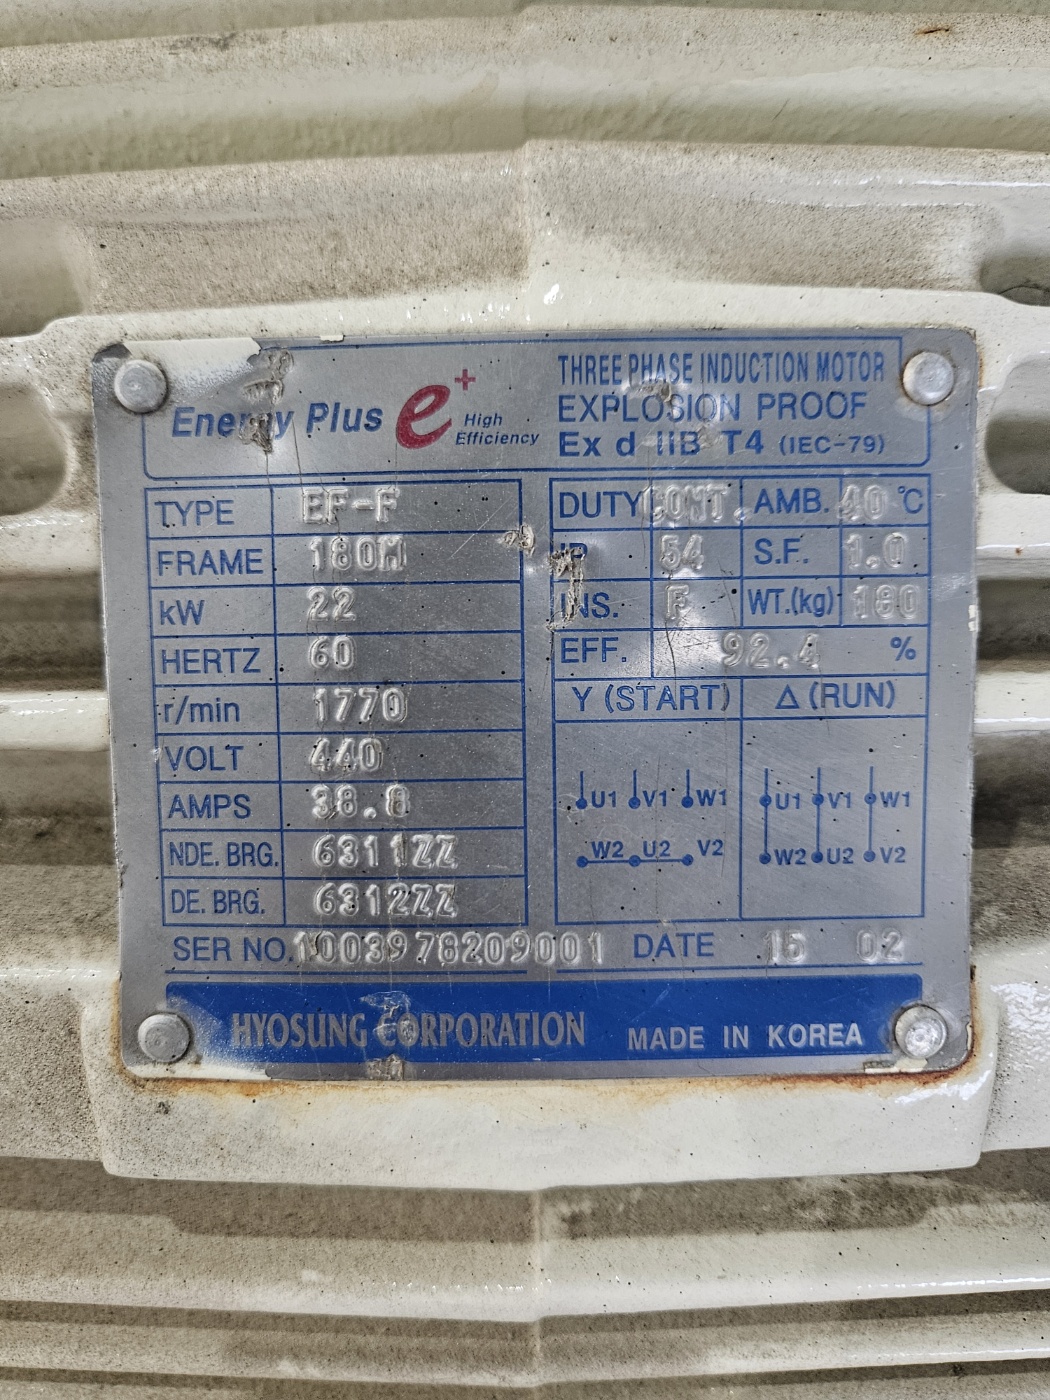 Energy Plus e+ High Efficiency
THREE PHASE INDUCTION MOTOR
EXPLOSION PROOF
Ex d IIB T4 (IEC-79)
TYPE EF-F
FRAME 180M
kW 22
HERTZ 60
r/min 1770
VOLT 440
AMPS 38.8
NDE. BRG. 6311ZZ
DE. BRG. 6312ZZ
DUTY CONT. AMB. 40 °C
IP 54 S.F. 1.0
INS. F WT.(kg) 180
EFF. 92.4 %
Y (START) Δ (RUN)
U1 V1 W1 U1 V1 W1
W2 U2 V2 W2 U2 V2
SER NO. 1003978209001 DATE 15 02
HYOSUNG CORPORATION MADE IN KOREA